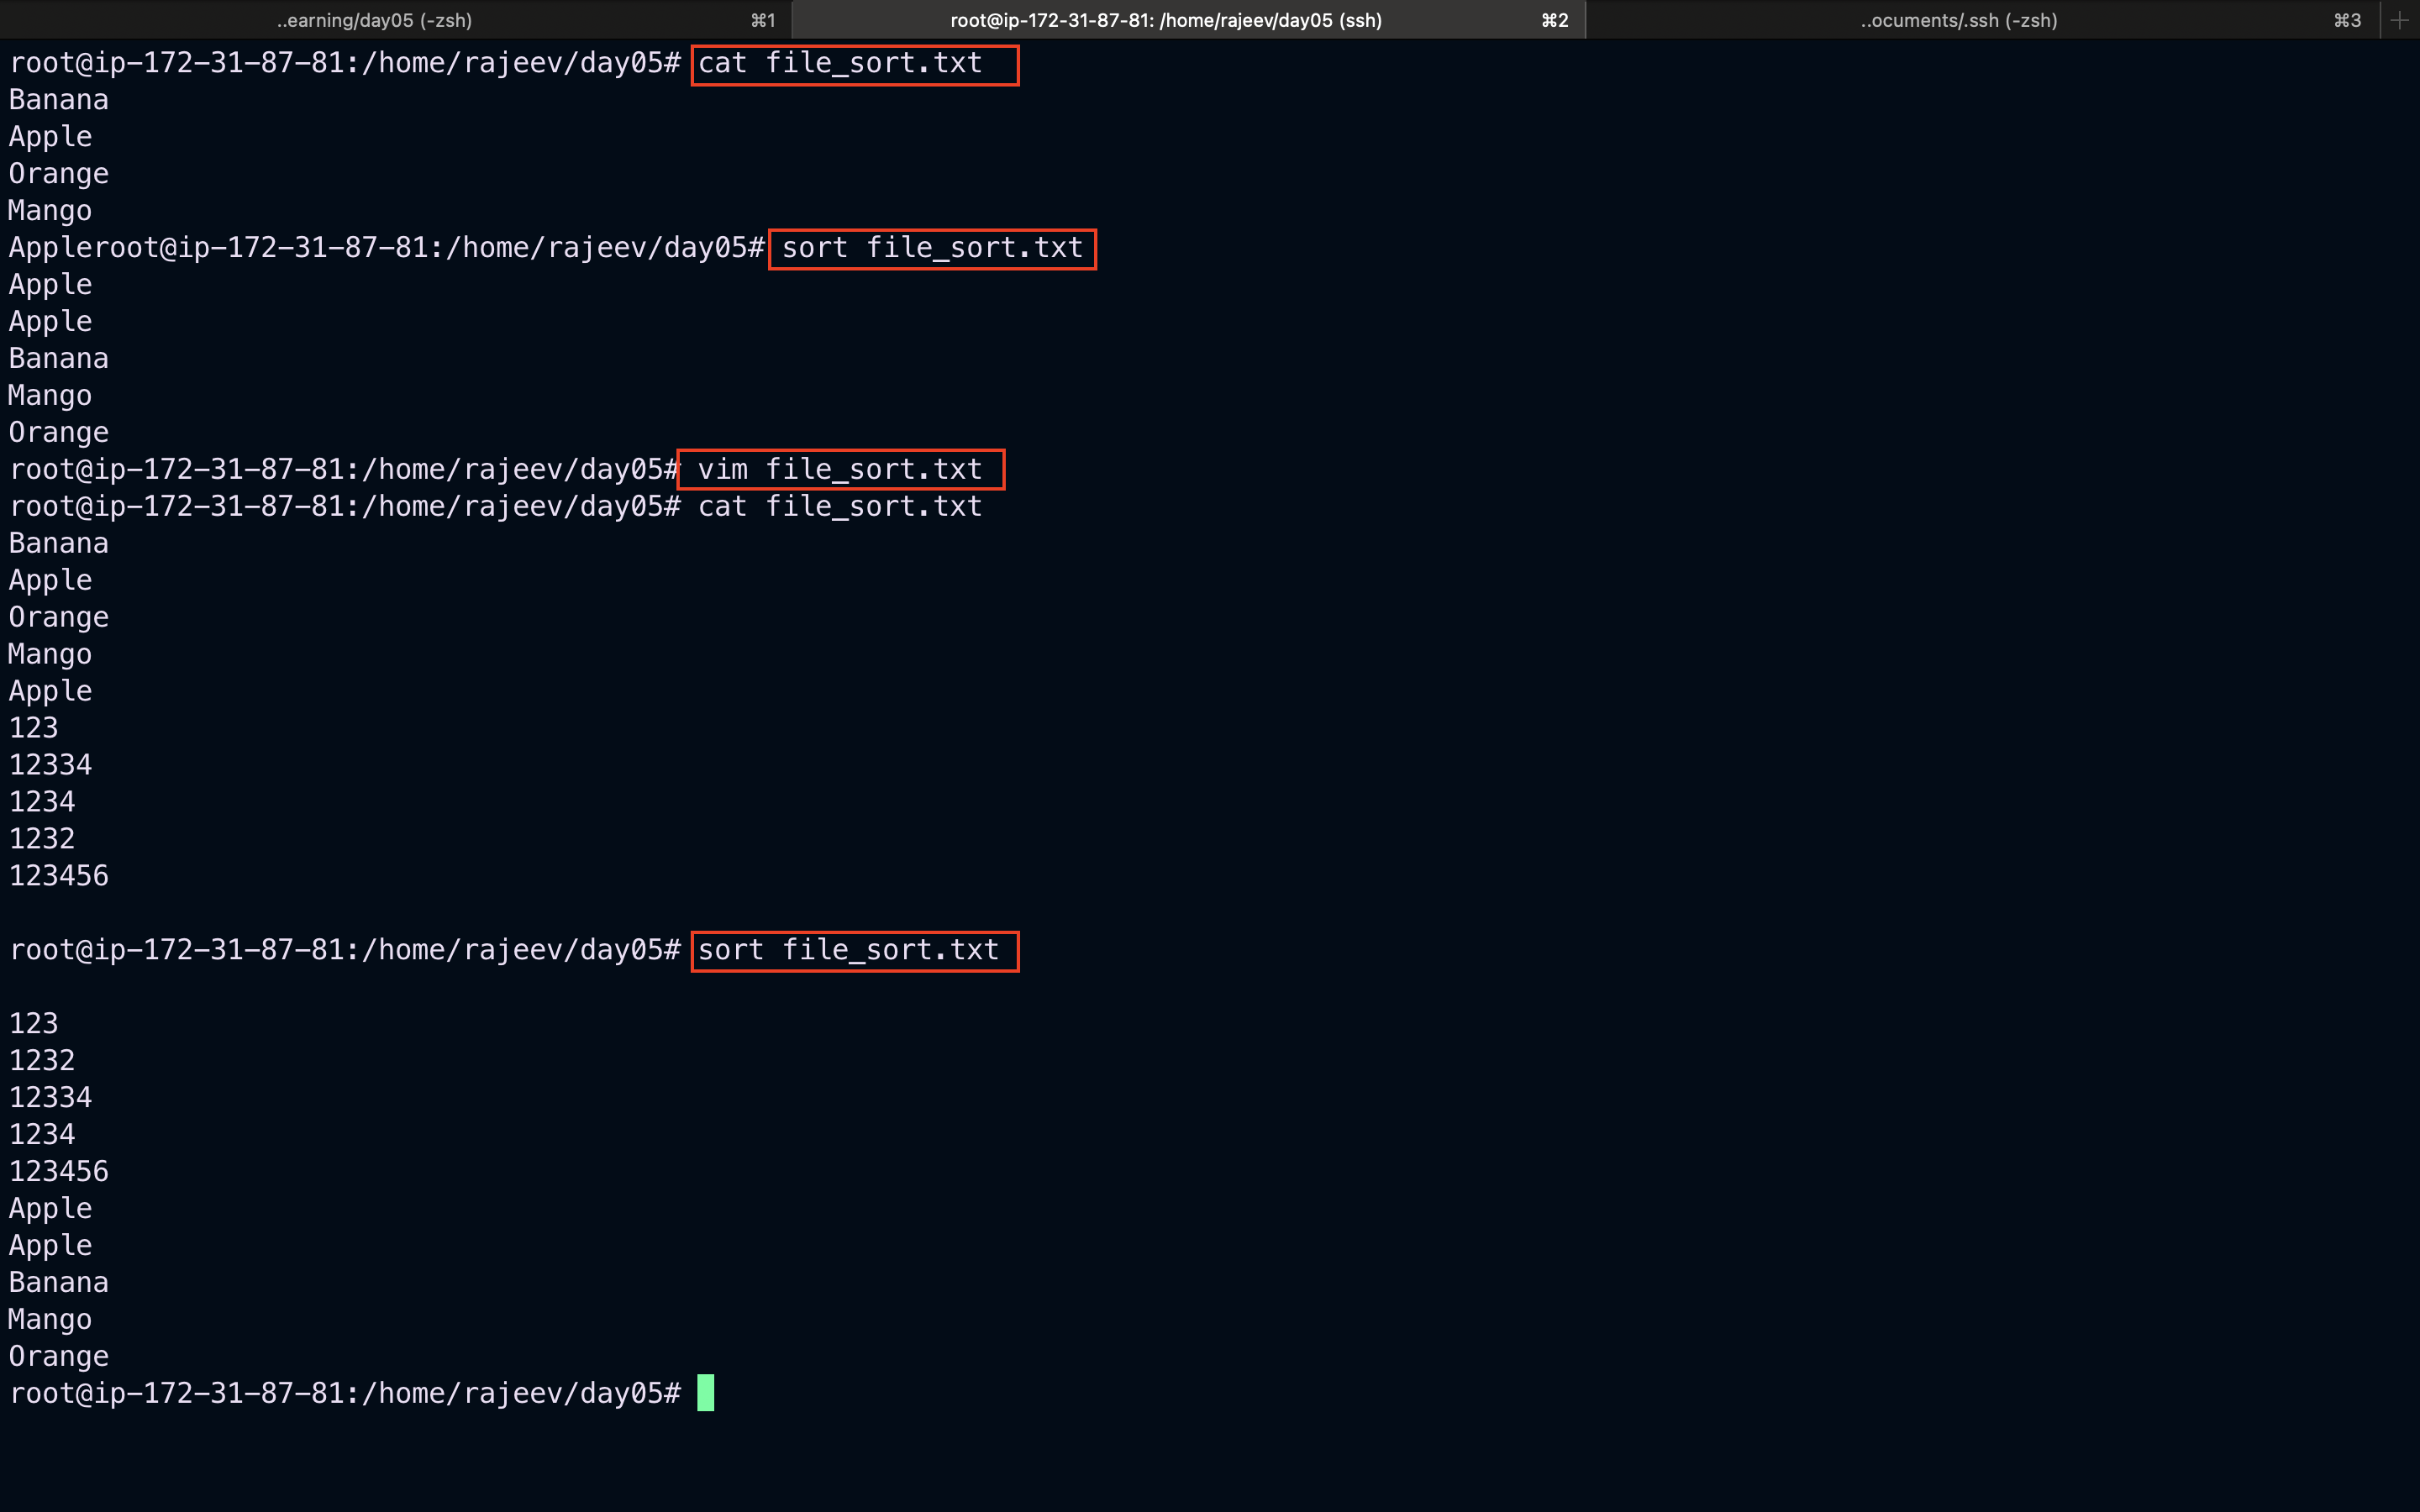 ..earning/day05 (-zsh) ⌘1 root@ip-172-31-87-81: /home/rajeev/day05 (ssh) ⌘2 ..ocuments/.ssh (-zsh) ⌘3 +
root@ip-172-31-87-81:/home/rajeev/day05# cat file_sort.txt
Banana
Apple
Orange
Mango
Appleroot@ip-172-31-87-81:/home/rajeev/day05# sort file_sort.txt
Apple
Apple
Banana
Mango
Orange
root@ip-172-31-87-81:/home/rajeev/day05# vim file_sort.txt
root@ip-172-31-87-81:/home/rajeev/day05# cat file_sort.txt
Banana
Apple
Orange
Mango
Apple
123
12334
1234
1232
123456
root@ip-172-31-87-81:/home/rajeev/day05# sort file_sort.txt
123
1232
12334
1234
123456
Apple
Apple
Banana
Mango
Orange
root@ip-172-31-87-81:/home/rajeev/day05#